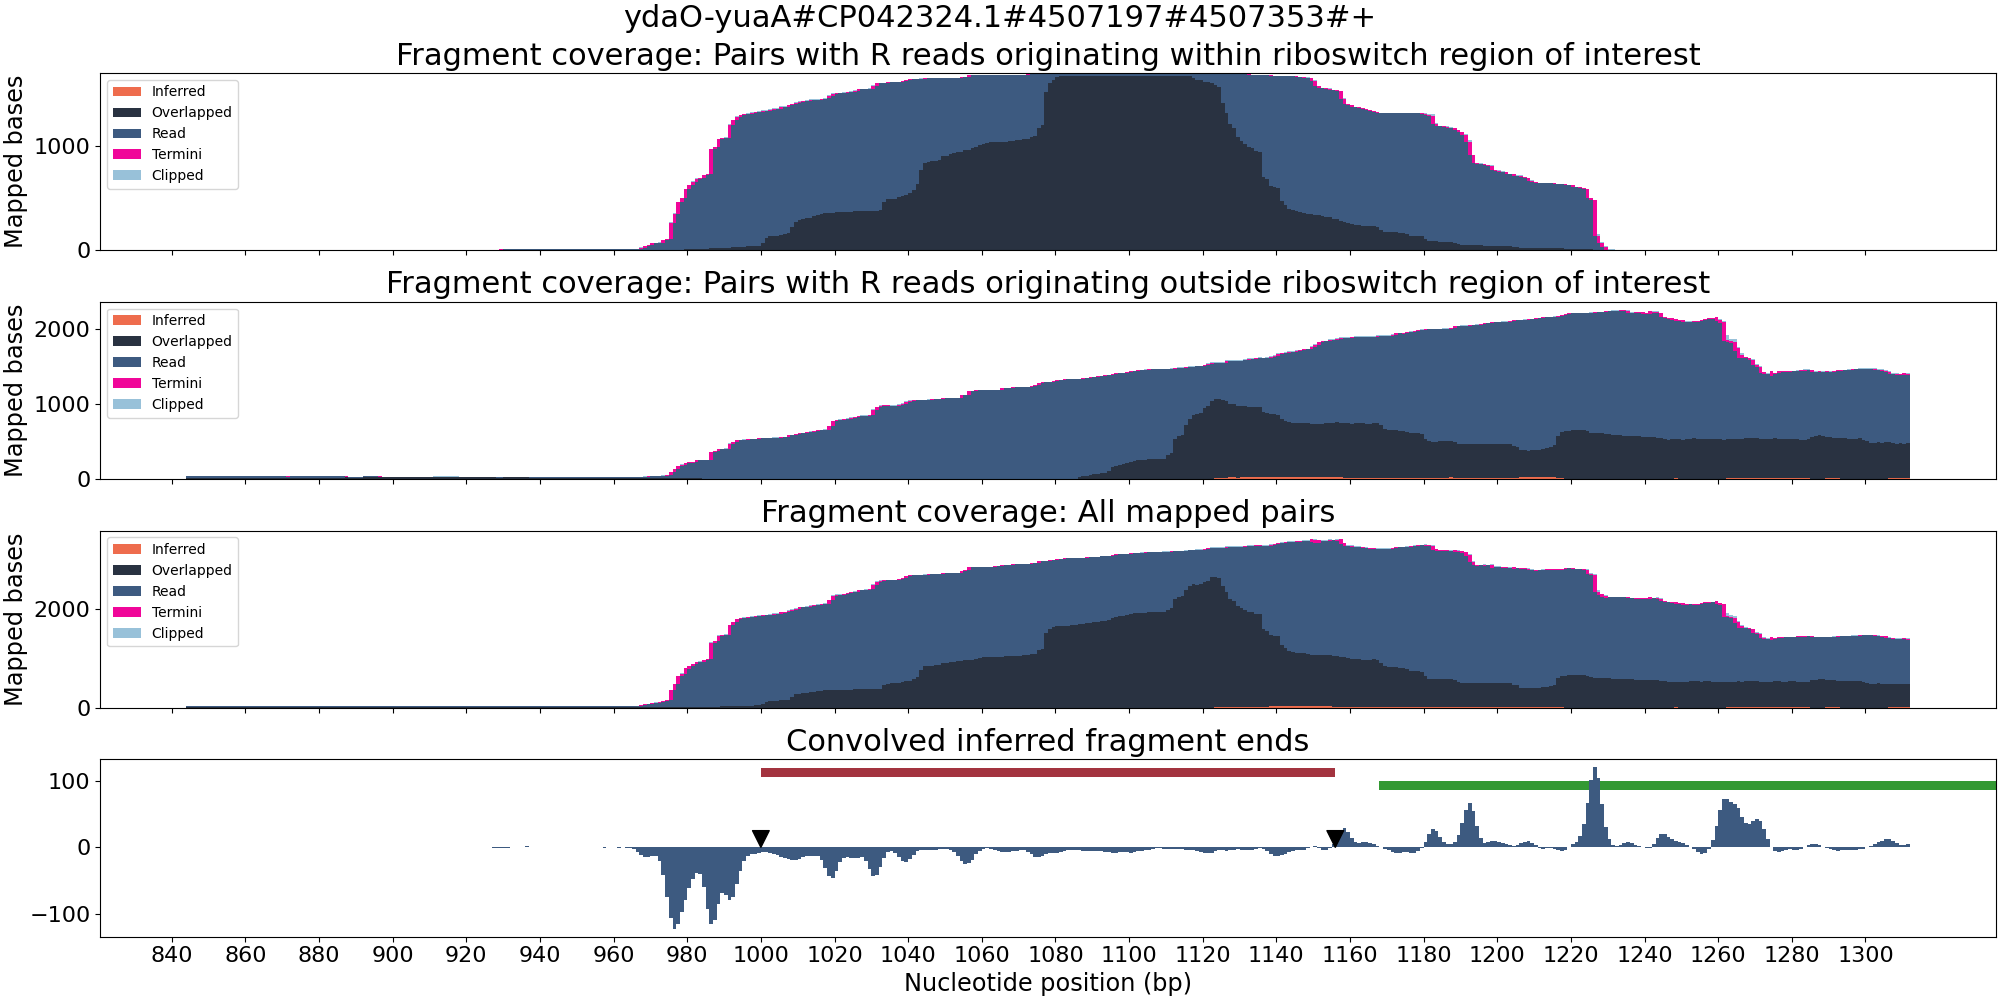 ydaO-yuaA#CP042324.1#4507197#4507353#+
Fragment coverage: Pairs with R reads originating within riboswitch region of interest
Mapped bases
1000
0
Inferred
Overlapped
Read
Termini
Clipped
Fragment coverage: Pairs with R reads originating outside riboswitch region of interest
Mapped bases
2000
1000
0
Inferred
Overlapped
Read
Termini
Clipped
Fragment coverage: All mapped pairs
Mapped bases
2000
0
Inferred
Overlapped
Read
Termini
Clipped
Convolved inferred fragment ends
100
0
−100
840 860 880 900 920 940 960 980 1000 1020 1040 1060 1080 1100 1120 1140 1160 1180 1200 1220 1240 1260 1280 1300
Nucleotide position (bp)